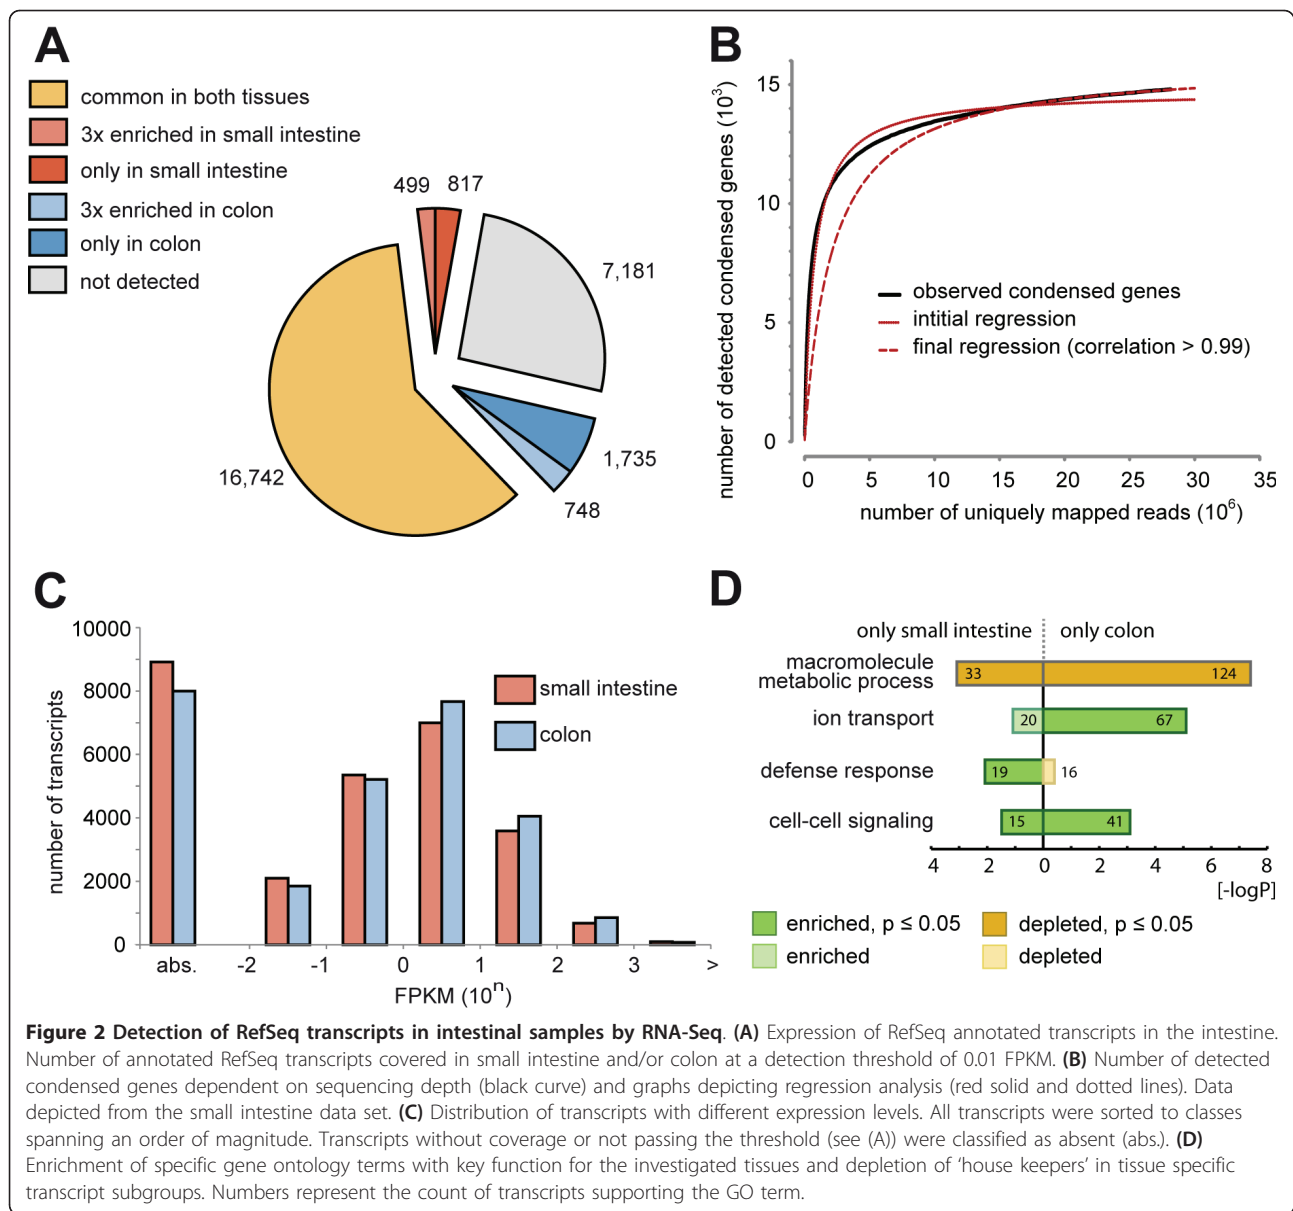 A
common in both tissues
3x enriched in small intestine
only in small intestine
3x enriched in colon
only in colon
not detected
499 817
7,181
1,735
748
16,742
B
number of detected condensed genes (10³)
15
10
5
0
observed condensed genes
intitial regression
final regression (correlation > 0.99)
0 5 10 15 20 25 30 35
number of uniquely mapped reads (10⁶)
C
number of transcripts
10000
8000
6000
4000
2000
0
small intestine
colon
abs. -2 -1 0 1 2 3 >
FPKM (10ⁿ)
D
only small intestine only colon
macromolecule
metabolic process
33 124
ion transport
20 67
defense response
19 16
cell-cell signaling
15 41
4 2 0 2 4 6 8
[-logP]
enriched, p ≤ 0.05
depleted, p ≤ 0.05
enriched
depleted
Figure 2 Detection of RefSeq transcripts in intestinal samples by RNA-Seq. (A) Expression of RefSeq annotated transcripts in the intestine.
Number of annotated RefSeq transcripts covered in small intestine and/or colon at a detection threshold of 0.01 FPKM. (B) Number of detected
condensed genes dependent on sequencing depth (black curve) and graphs depicting regression analysis (red solid and dotted lines). Data
depicted from the small intestine data set. (C) Distribution of transcripts with different expression levels. All transcripts were sorted to classes
spanning an order of magnitude. Transcripts without coverage or not passing the threshold (see (A)) were classified as absent (abs.). (D)
Enrichment of specific gene ontology terms with key function for the investigated tissues and depletion of ‘house keepers’ in tissue specific
transcript subgroups. Numbers represent the count of transcripts supporting the GO term.